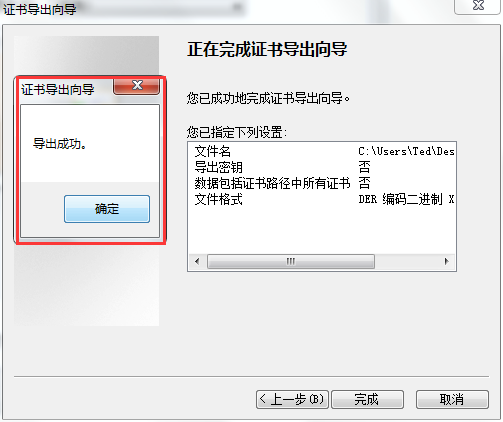 证书导出向导
正在完成证书导出向导
您已成功地完成证书导出向导。
您已指定下列设置:
文件名 C:\Users\Ted\Des
导出密钥 否
数据包括证书路径中所有证书 否
文件格式 DER 编码二进制 X
证书导出向导
导出成功。
确定
< 上一步(B)
完成
取消